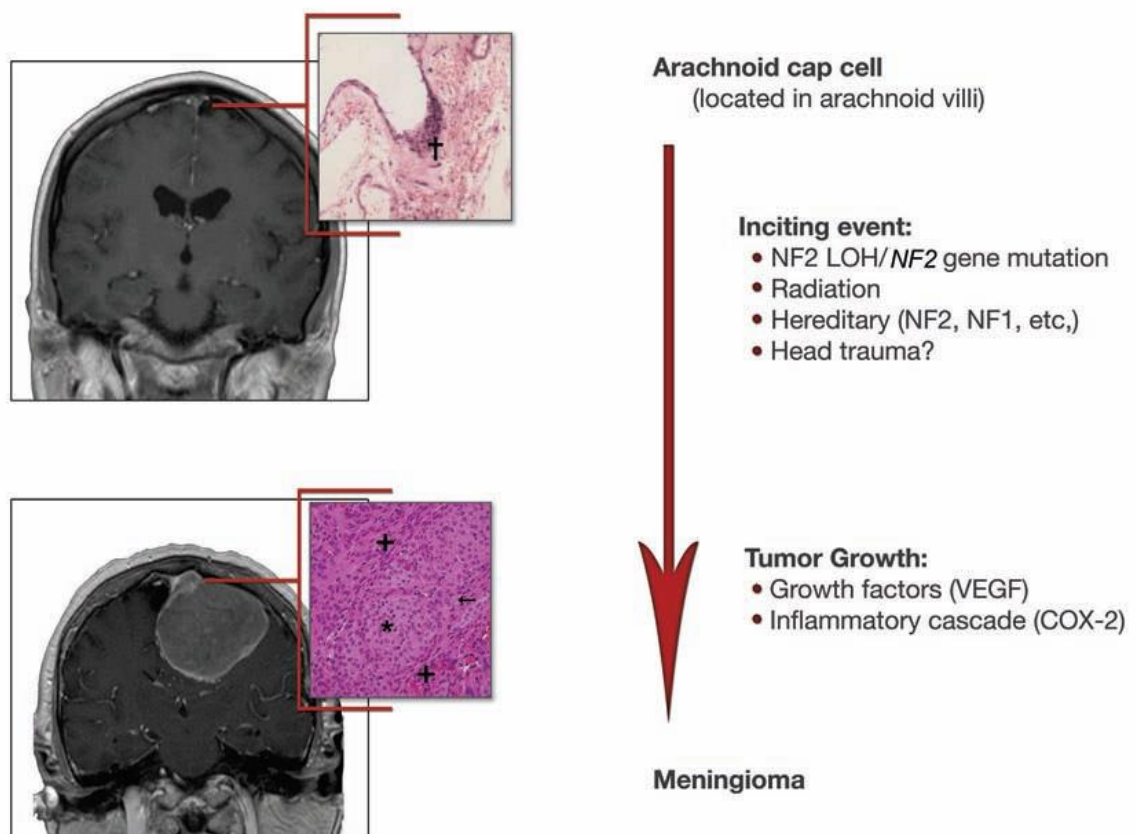 Arachnoid cap cell
(located in arachnoid villi)
Inciting event:
• NF2 LOH/NF2 gene mutation
• Radiation
• Hereditary (NF2, NF1, etc,)
• Head trauma?
Tumor Growth:
• Growth factors (VEGF)
• Inflammatory cascade (COX-2)
Meningioma